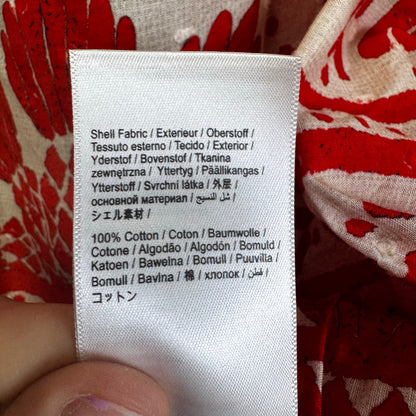 Shell Fabric / Exterieur / Oberstoff /
Tessuto esterno / Tecido / Exterior /
Yderstof / Bovenstof / Tkanina
zewnętrzna / Yttertyg / Päällikangas /
Ytterstoff / Svrchní látka / 外屋 /
основной материал / شل النسيج /
シェル素材 /
100% Cotton / Coton / Baumwolle /
Cotone / Algodão / Algodón / Bomuld /
Katoen / Bawełna / Bomull / Puuvilla /
Bomull / Bavlna / 棉 / хлопок / قطن /
コットン